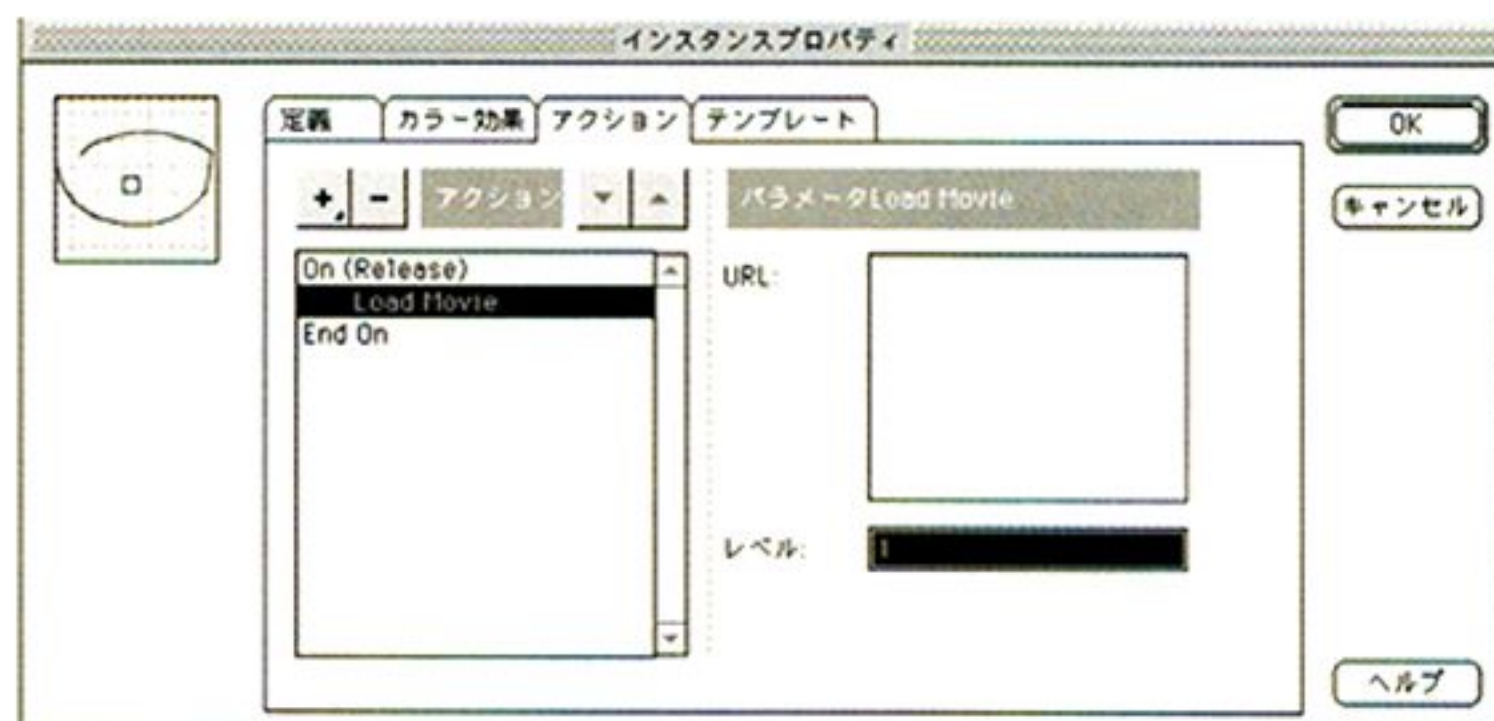 インスタンスプロパティ
定義 カラー効果 アクション テンプレート
+ - アクション
パラメータLoad Movie
On (Release)
Load Movie
End On
URL:
レベル:
1
OK
キャンセル
ヘルプ